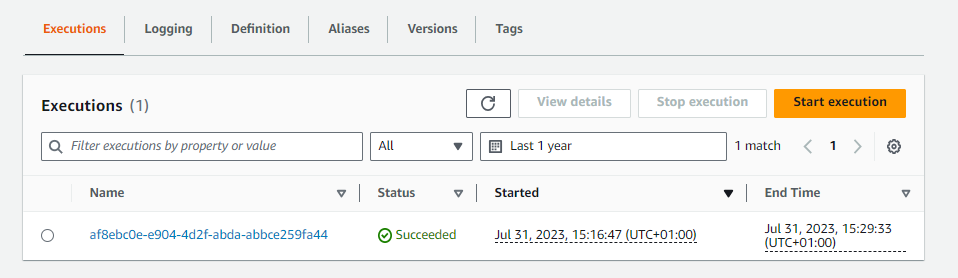 Executions Logging Definition Aliases Versions Tags
Executions (1) View details Stop execution Start execution
Filter executions by property or value All Last 1 year 1 match 1
Name Status Started End Time
af8ebc0e-e904-4d2f-abda-abbce259fa44 Succeeded Jul 31, 2023, 15:16:47 (UTC+01:00) Jul 31, 2023, 15:29:33
(UTC+01:00)